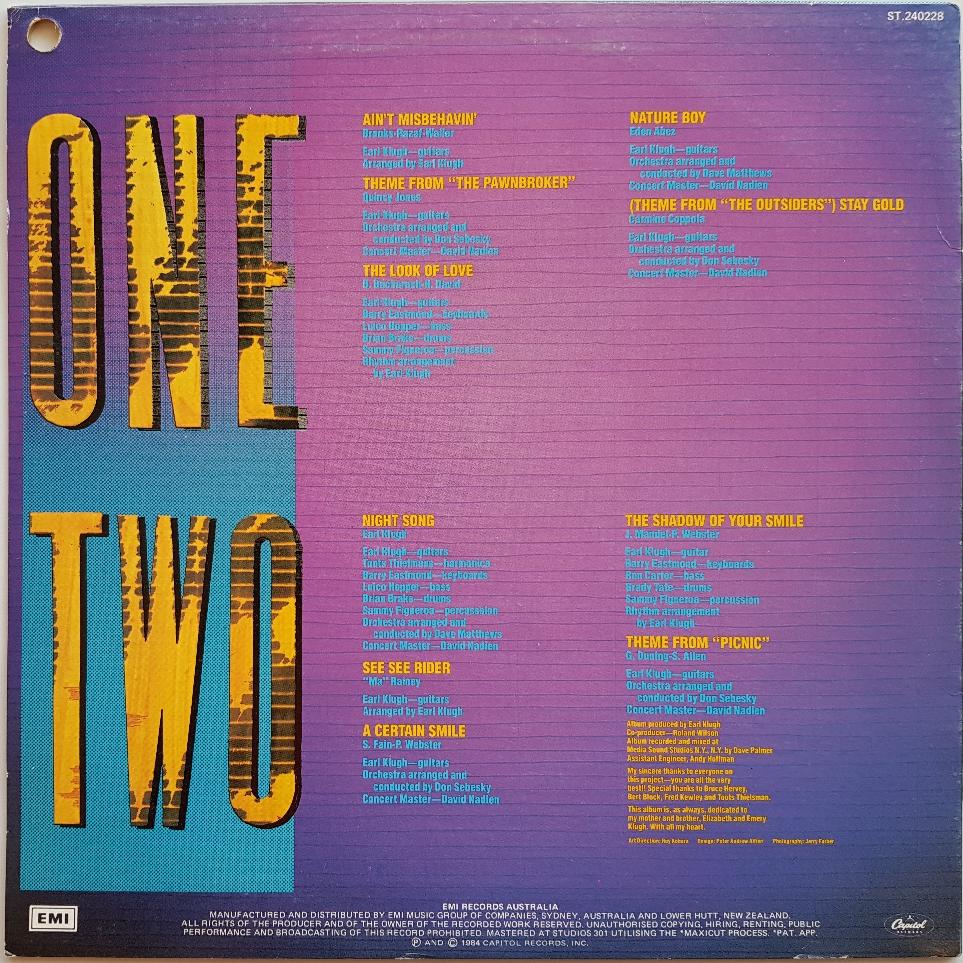 ST.240228
ONE
AIN'T MISBEHAVIN'
Brooks-Razaf-Waller
Earl Klugh—guitars
Arranged by Earl Klugh
THEME FROM “THE PAWNBROKER”
Quincy Jones
Earl Klugh—guitars
Orchestra arranged and
conducted by Don Sebesky
Concert Master—David Nadien
THE LOOK OF LOVE
B. Bacharach-H. David
Earl Klugh—guitars
Barry Eastmond—keyboards
Luico Hopper—bass
Brian Brake—drums
Sammy Figueroa—percussion
Rhythm arrangement
by Earl Klugh
NATURE BOY
Eden Abez
Earl Klugh—guitars
Orchestra arranged and
conducted by Dave Matthews
Concert Master—David Nadien
(THEME FROM “THE OUTSIDERS”) STAY GOLD
Carmine Coppola
Earl Klugh—guitars
Orchestra arranged and
conducted by Don Sebesky
Concert Master—David Nadien
TWO
NIGHT SONG
Earl Klugh
Earl Klugh—guitars
Toots Thielmans—harmonica
Barry Eastmond—keyboards
Luico Hopper—bass
Brian Brake—drums
Sammy Figueroa—percussion
Orchestra arranged and
conducted by Dave Matthews
Concert Master—David Nadien
SEE SEE RIDER
“Ma” Rainey
Earl Klugh—guitars
Arranged by Earl Klugh
A CERTAIN SMILE
S. Fain-P. Webster
Earl Klugh—guitars
Orchestra arranged and
conducted by Don Sebesky
Concert Master—David Nadien
THE SHADOW OF YOUR SMILE
J. Mandel-P. Webster
Earl Klugh—guitar
Barry Eastmond—keyboards
Ron Carter—bass
Grady Tate—drums
Sammy Figueroa—percussion
Rhythm arrangement
by Earl Klugh
THEME FROM “PICNIC”
G. Duning-S. Allen
Earl Klugh—guitars
Orchestra arranged and
conducted by Don Sebesky
Concert Master—David Nadien
Album produced by Earl Klugh
Co-producer—Roland Wilson
Album recorded and mixed at
Media Sound Studios N.Y., N.Y. by Dave Palmer
Assistant Engineer, Andy Hoffman
My sincere thanks to everyone on
this project—you are all the very
best!! Special thanks to Bruce Hervey,
Bert Block, Fred Kewley and Touts Thielsman.
This album is, as always, dedicated to
my mother and brother, Elizabeth and Emery
Klugh. With all my heart.
Art Direction: Roy Kohara Design: Peter Andrew Alfieri Photography: Jerry Farber
EMI
EMI RECORDS AUSTRALIA
MANUFACTURED AND DISTRIBUTED BY EMI MUSIC GROUP OF COMPANIES, SYDNEY, AUSTRALIA AND LOWER HUTT, NEW ZEALAND.
ALL RIGHTS OF THE PRODUCER AND OF THE OWNER OF THE RECORDED WORK RESERVED. UNAUTHORISED COPYING, HIRING, RENTING, PUBLIC
PERFORMANCE AND BROADCASTING OF THIS RECORD PROHIBITED. MASTERED AT STUDIOS 301 UTILISING THE *MAXICUT PROCESS. *PAT. APP.
Ⓟ AND © 1984 CAPITOL RECORDS, INC.
Capitol
RECORDS